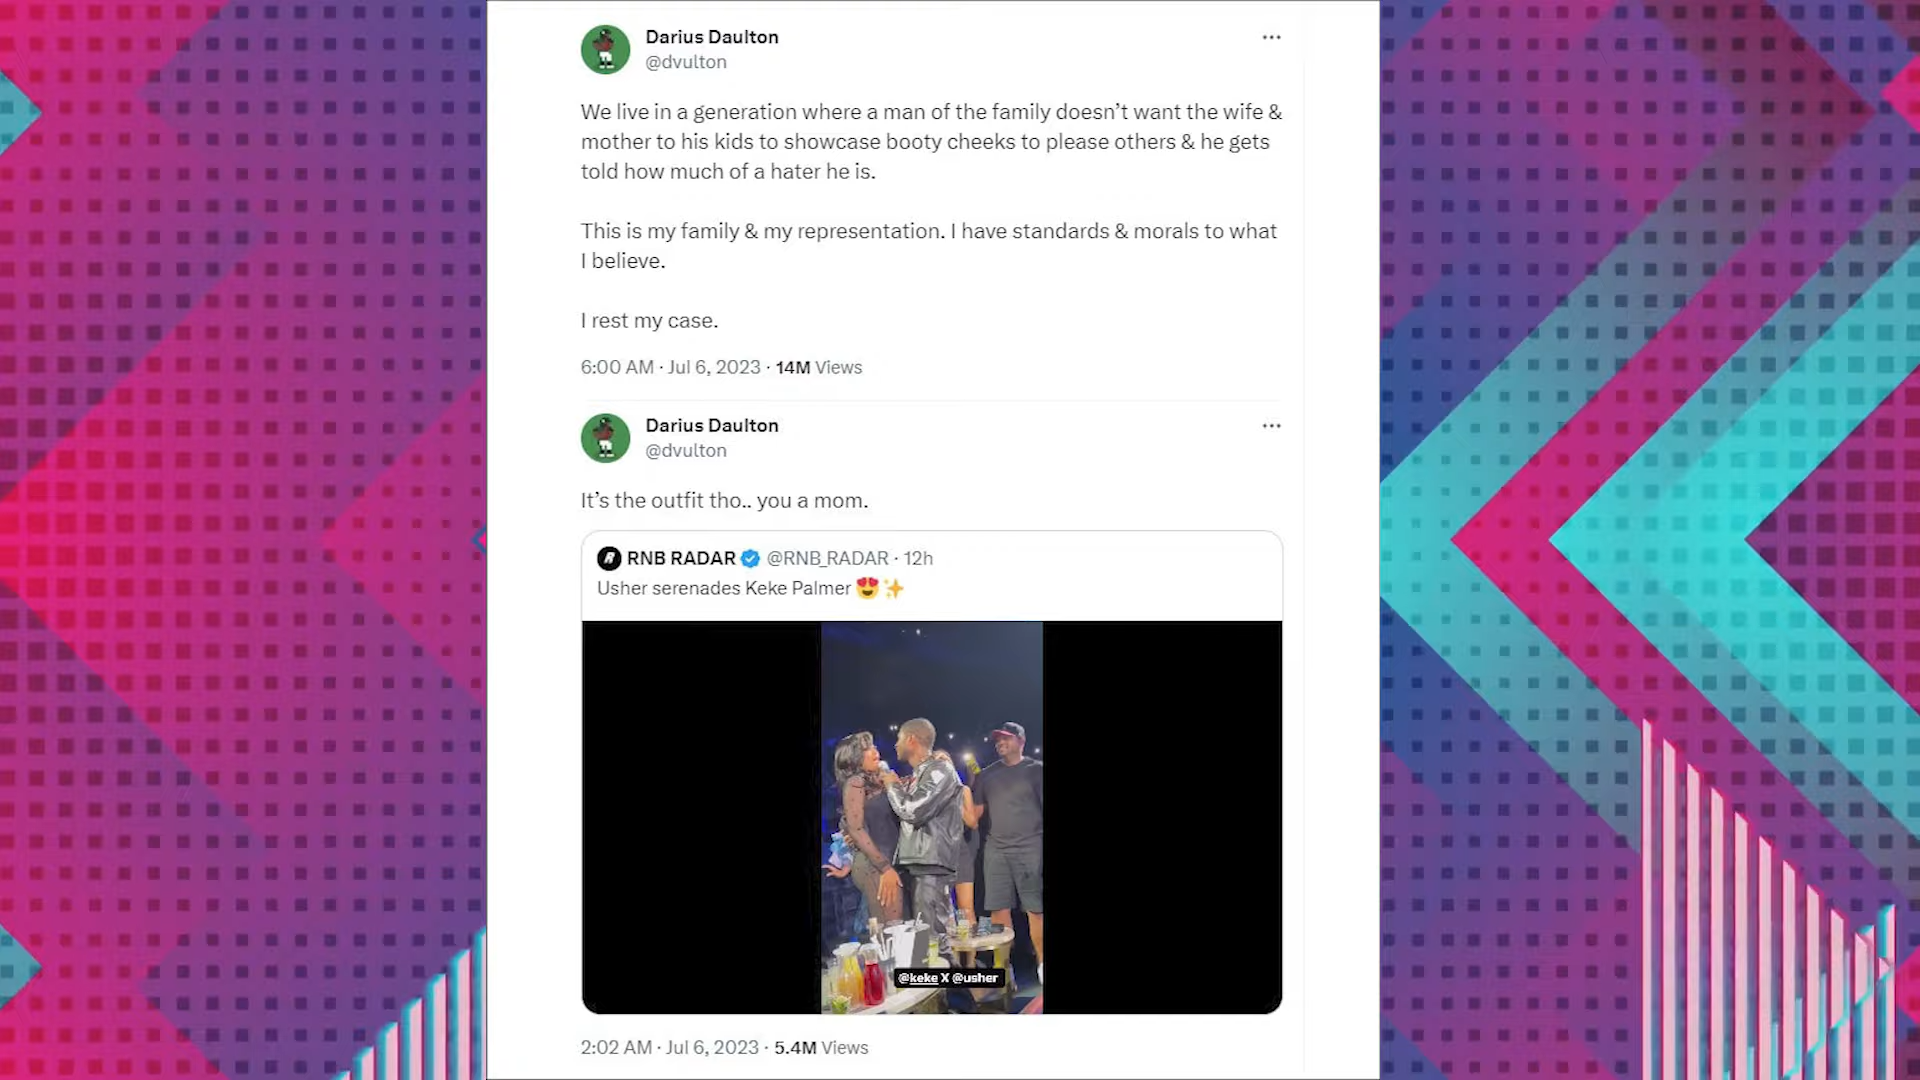 Darius Daulton
@dvulton
We live in a generation where a man of the family doesn’t want the wife &
mother to his kids to showcase booty cheeks to please others & he gets
told how much of a hater he is.
This is my family & my representation. I have standards & morals to what
I believe.
I rest my case.
6:00 AM · Jul 6, 2023 · 14M Views
Darius Daulton
@dvulton
It’s the outfit tho.. you a mom.
RNB RADAR @RNB_RADAR · 12h
Usher serenades Keke Palmer 😍✨
@keke X @usher
2:02 AM · Jul 6, 2023 · 5.4M Views